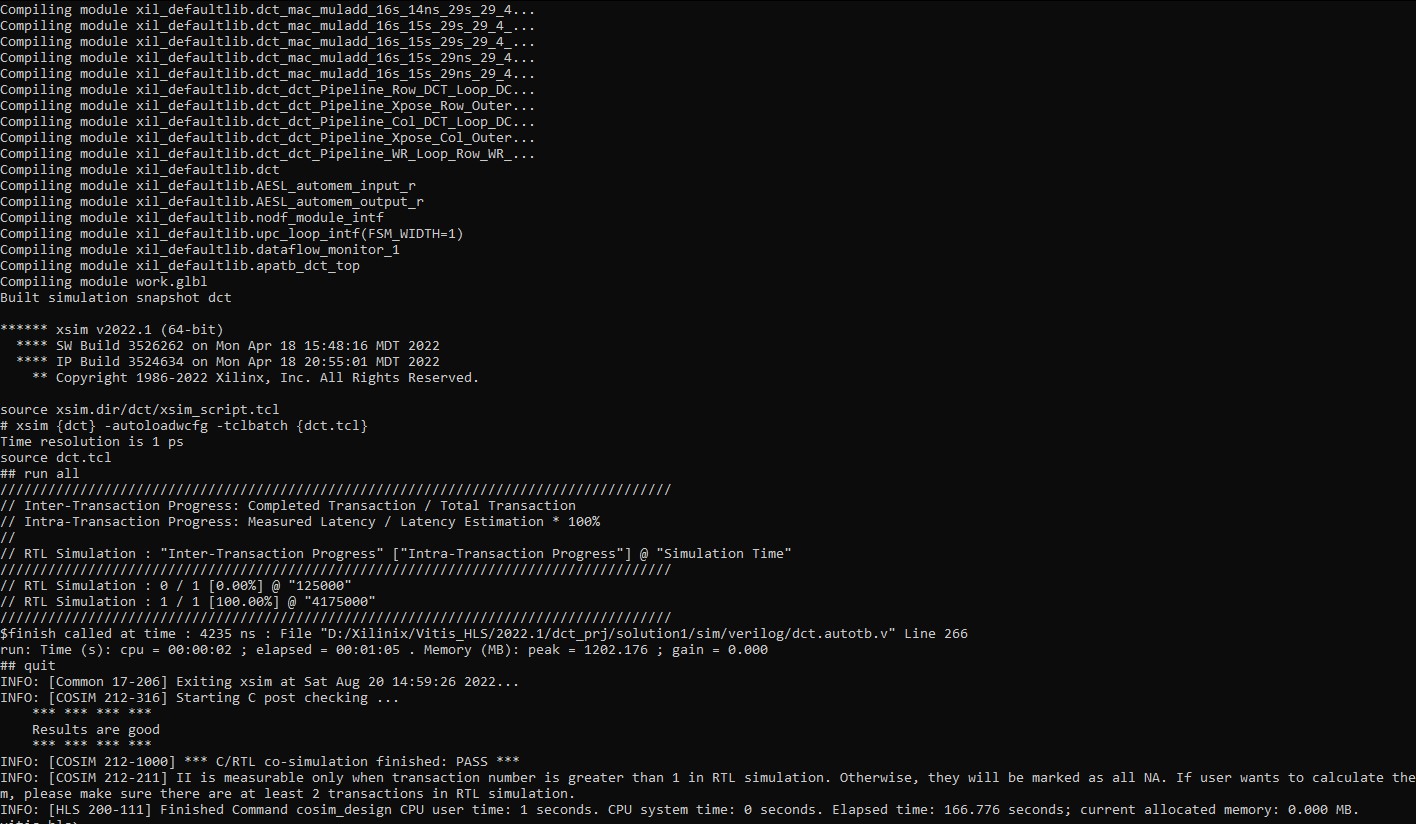 Compiling module xil_defaultlib.dct_mac_muladd_16s_14ns_29s_29_4...
Compiling module xil_defaultlib.dct_mac_muladd_16s_15s_29s_29_4_...
Compiling module xil_defaultlib.dct_mac_muladd_16s_15s_29s_29_4_...
Compiling module xil_defaultlib.dct_mac_muladd_16s_15s_29ns_29_4...
Compiling module xil_defaultlib.dct_mac_muladd_16s_15s_29ns_29_4...
Compiling module xil_defaultlib.dct_dct_Pipeline_Row_DCT_Loop_DC...
Compiling module xil_defaultlib.dct_dct_Pipeline_Xpose_Row_Outer...
Compiling module xil_defaultlib.dct_dct_Pipeline_Col_DCT_Loop_DC...
Compiling module xil_defaultlib.dct_dct_Pipeline_Xpose_Col_Outer...
Compiling module xil_defaultlib.dct_dct_Pipeline_WR_Loop_Row_WR_...
Compiling module xil_defaultlib.dct
Compiling module xil_defaultlib.AESL_automem_input_r
Compiling module xil_defaultlib.AESL_automem_output_r
Compiling module xil_defaultlib.nodf_module_intf
Compiling module xil_defaultlib.upc_loop_intf(FSM_WIDTH=1)
Compiling module xil_defaultlib.dataflow_monitor_1
Compiling module xil_defaultlib.apatb_dct_top
Compiling module work.glbl
Built simulation snapshot dct

****** xsim v2022.1 (64-bit)
  **** SW Build 3526262 on Mon Apr 18 15:48:16 MDT 2022
  **** IP Build 3524634 on Mon Apr 18 20:55:01 MDT 2022
    ** Copyright 1986-2022 Xilinx, Inc. All Rights Reserved.

source xsim.dir/dct/xsim_script.tcl
# xsim {dct} -autoloadwcfg -tclbatch {dct.tcl}
Time resolution is 1 ps
source dct.tcl
## run all
////////////////////////////////////////////////////////////////////////////////////
// Inter-Transaction Progress: Completed Transaction / Total Transaction
// Intra-Transaction Progress: Measured Latency / Latency Estimation * 100%
//
// RTL Simulation : "Inter-Transaction Progress" ["Intra-Transaction Progress"] @ "Simulation Time"
////////////////////////////////////////////////////////////////////////////////////
// RTL Simulation : 0 / 1 [0.00%] @ "125000"
// RTL Simulation : 1 / 1 [100.00%] @ "4175000"
////////////////////////////////////////////////////////////////////////////////////
$finish called at time : 4235 ns : File "D:/Xilinix/Vitis_HLS/2022.1/dct_prj/solution1/sim/verilog/dct.autotb.v" Line 266
run: Time (s): cpu = 00:00:02 ; elapsed = 00:01:05 . Memory (MB): peak = 1202.176 ; gain = 0.000
## quit
INFO: [Common 17-206] Exiting xsim at Sat Aug 20 14:59:26 2022...
INFO: [COSIM 212-316] Starting C post checking ...
    *** *** *** ***
    Results are good
    *** *** *** ***
INFO: [COSIM 212-1000] *** C/RTL co-simulation finished: PASS ***
INFO: [COSIM 212-211] II is measurable only when transaction number is greater than 1 in RTL simulation. Otherwise, they will be marked as all NA. If user wants to calculate the
m, please make sure there are at least 2 transactions in RTL simulation.
INFO: [HLS 200-111] Finished Command cosim_design CPU user time: 1 seconds. CPU system time: 0 seconds. Elapsed time: 166.776 seconds; current allocated memory: 0.000 MB.